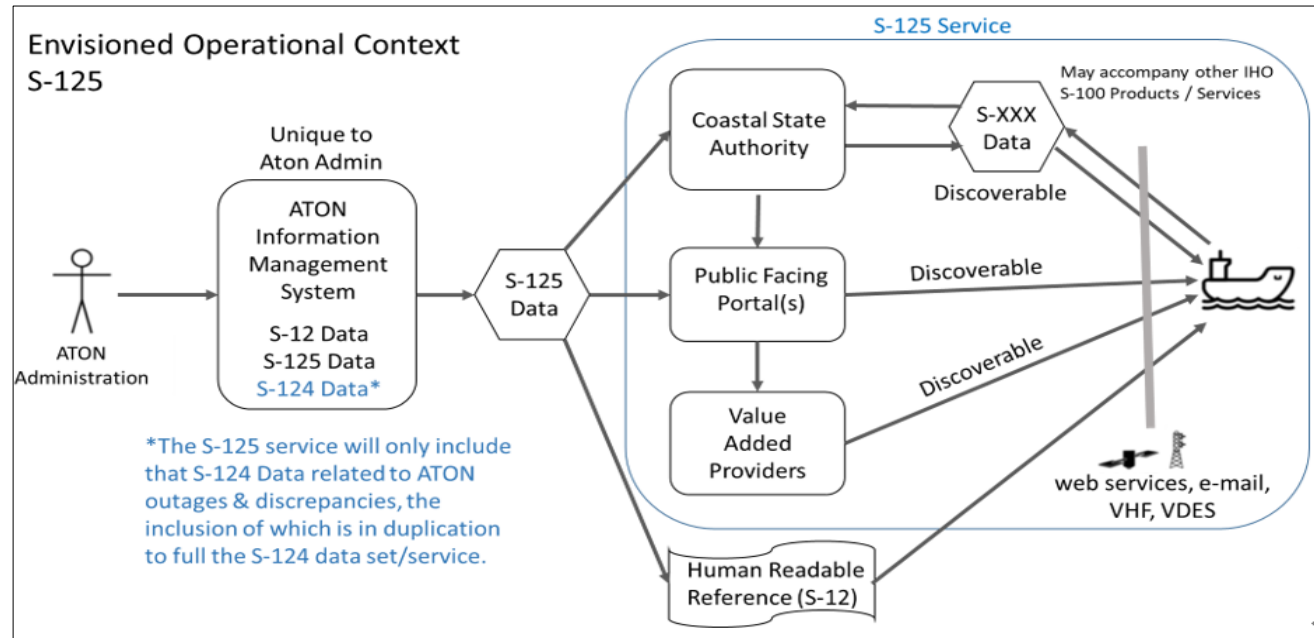 Envisioned Operational Context
S-125
S-125 Service
Unique to
Aton Admin
ATON
Information
Management
System
S-12 Data
S-125 Data
S-124 Data*
ATON
Administration
*The S-125 service will only include
that S-124 Data related to ATON
outages & discrepancies, the
inclusion of which is in duplication
to full the S-124 data set/service.
S-125
Data
Coastal State
Authority
S-XXX
Data
Discoverable
May accompany other IHO
S-100 Products / Services
Public Facing
Portal(s)
Discoverable
Value
Added
Providers
Discoverable
web services, e-mail,
VHF, VDES
Human Readable
Reference (S-12)